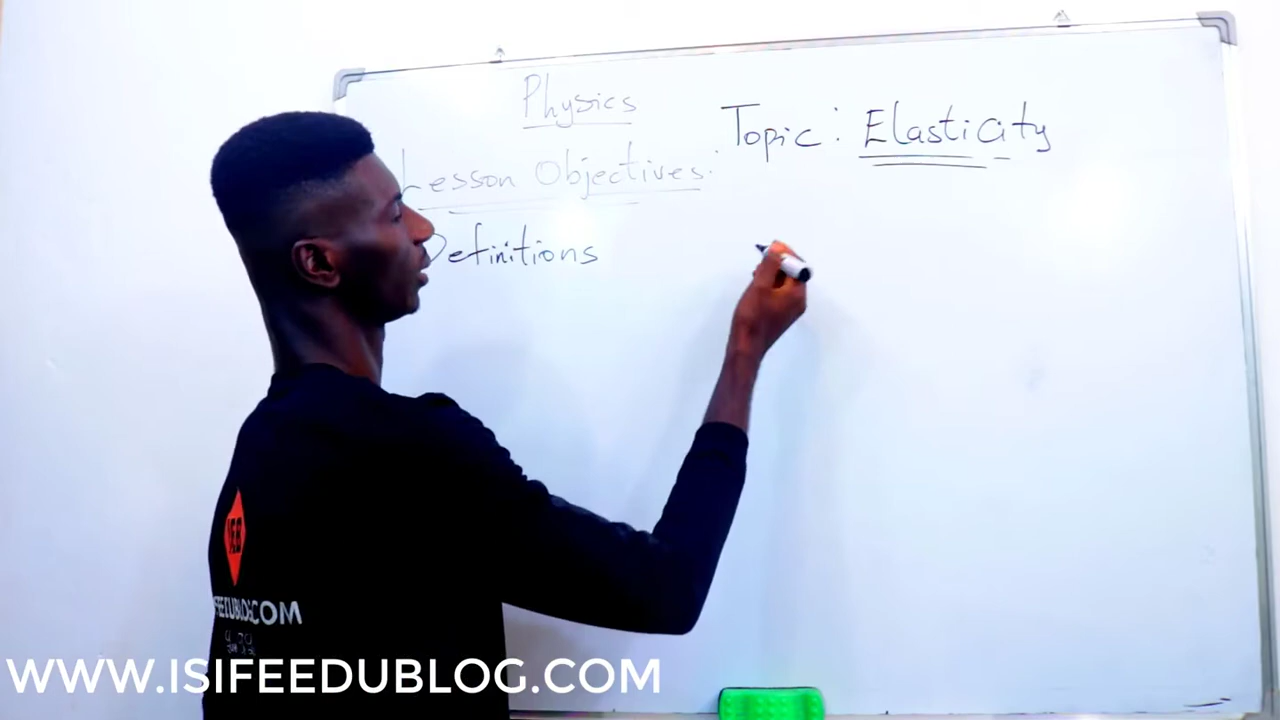 Physics
Topic: Elasticity
Lesson Objectives:
Definitions
WWW.ISIFEEDUBLOG.COM